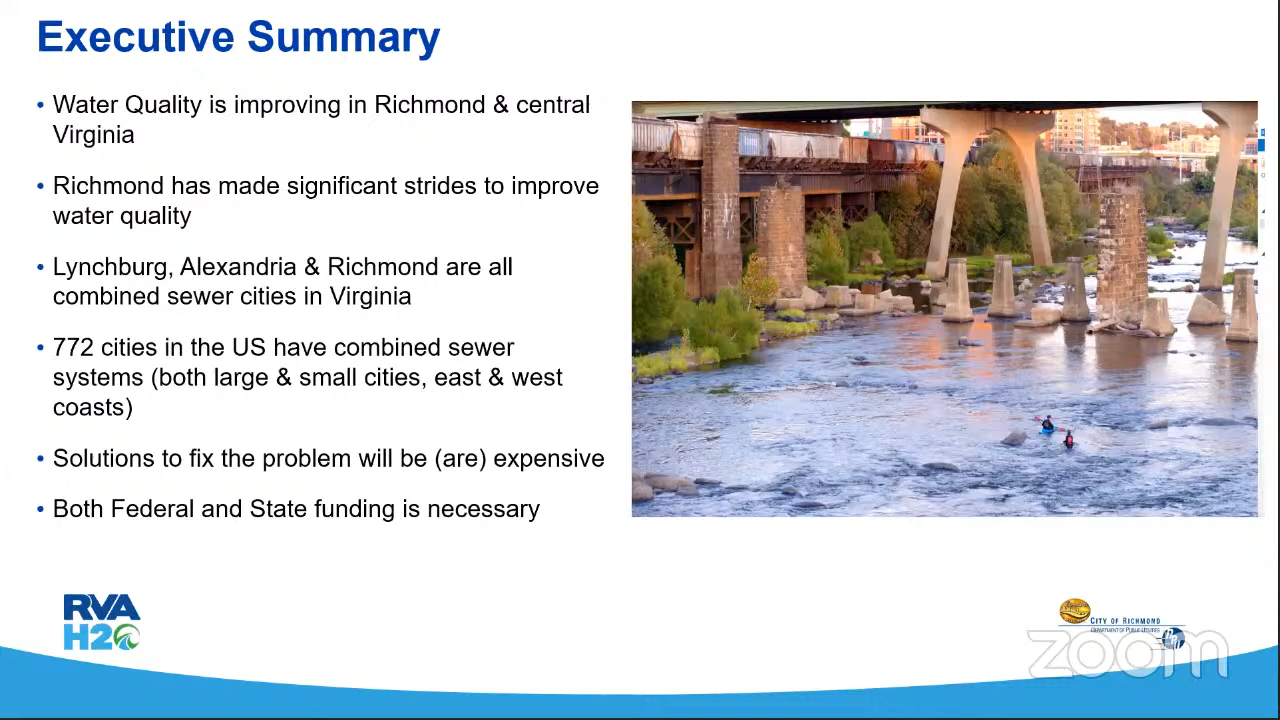 Executive Summary
• Water Quality is improving in Richmond & central
Virginia
• Richmond has made significant strides to improve
water quality
• Lynchburg, Alexandria & Richmond are all
combined sewer cities in Virginia
• 772 cities in the US have combined sewer
systems (both large & small cities, east & west
coasts)
• Solutions to fix the problem will be (are) expensive
• Both Federal and State funding is necessary
RVA
H2O
CITY OF RICHMOND
DEPARTMENT OF PUBLIC UTILITIES
zoom